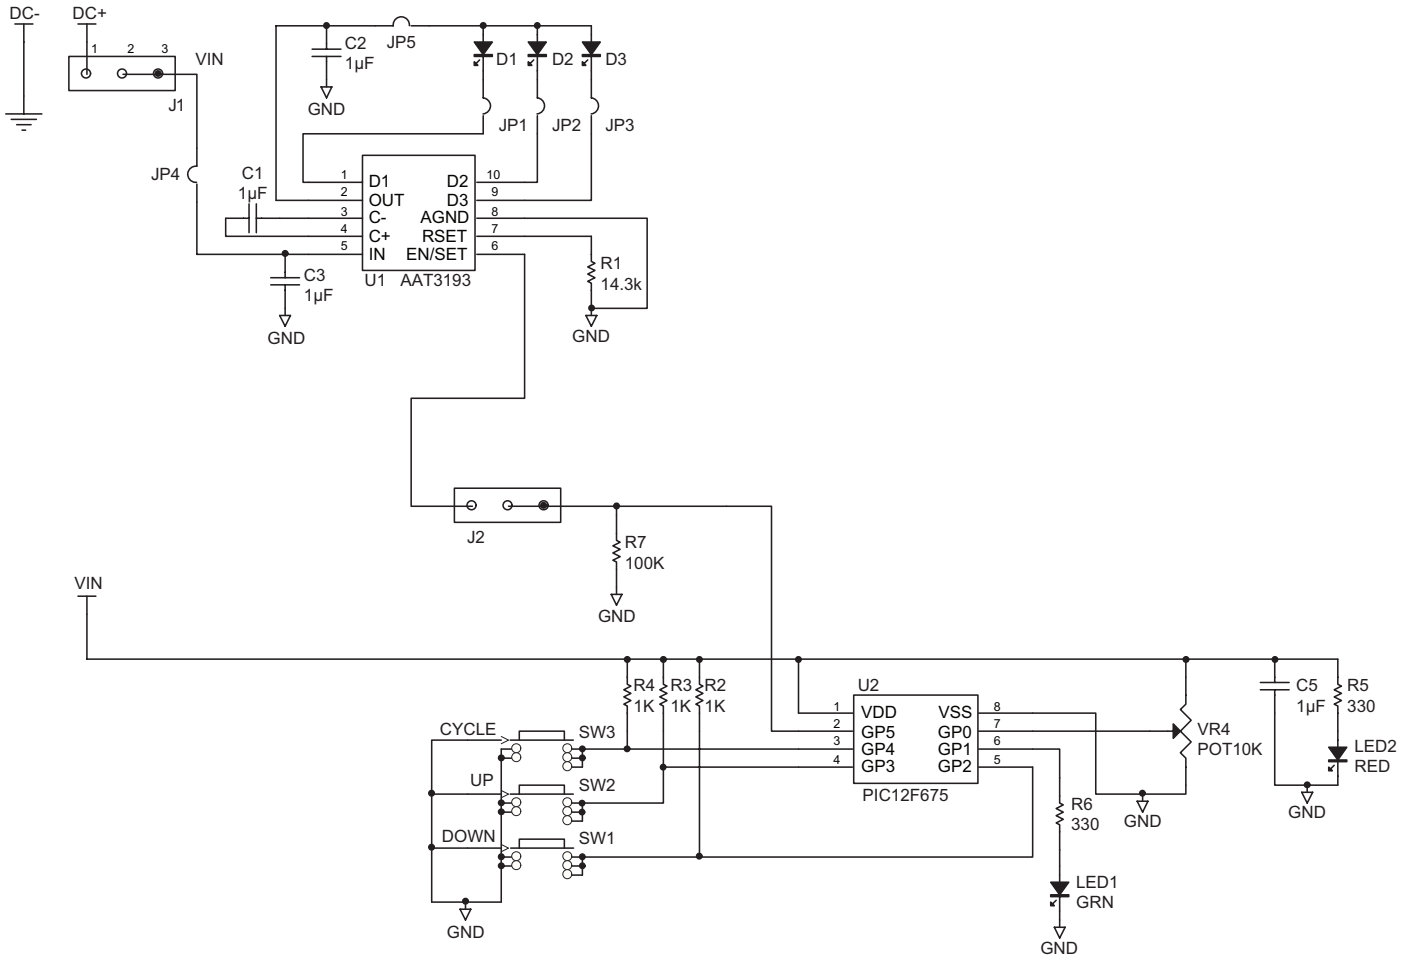 DC- DC+
1 2 3 VIN
J1
C2
1µF
GND
JP5
D1 D2 D3
JP1 JP2 JP3
JP4
C1
1µF
1 D1 D2 10
2 OUT D3 9
3 C- AGND 8
4 C+ RSET 7
5 IN EN/SET 6
U1 AAT3193
C3
1µF
GND
R1
14.3k
GND
J2
R7
100K
GND
VIN
R4 R3 R2
1K 1K 1K
U2
1 VDD VSS 8
2 GP5 GP0 7
3 GP4 GP1 6
4 GP3 GP2 5
PIC12F675
CYCLE SW3
UP SW2
DOWN SW1
GND
VR4
POT10K
GND
C5
1µF
R5
330
LED2
RED
GND
R6
330
LED1
GRN
GND